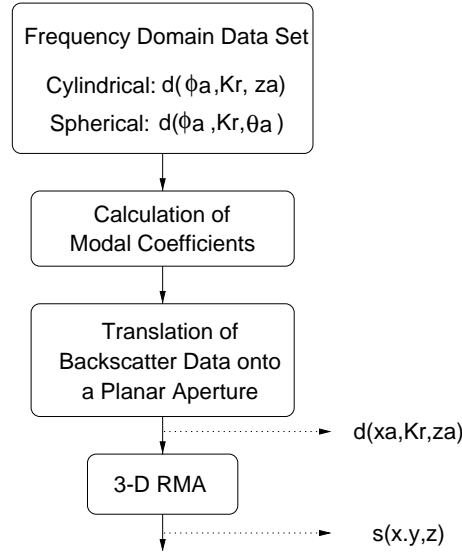 Frequency Domain Data Set
Cylindrical: d(ϕa,Kr, za)
Spherical: d(ϕa ,Kr,θa )
Calculation of
Modal Coefficients
Translation of
Backscatter Data onto
a Planar Aperture
d(xa,Kr,za)
3-D RMA
s(x.y,z)